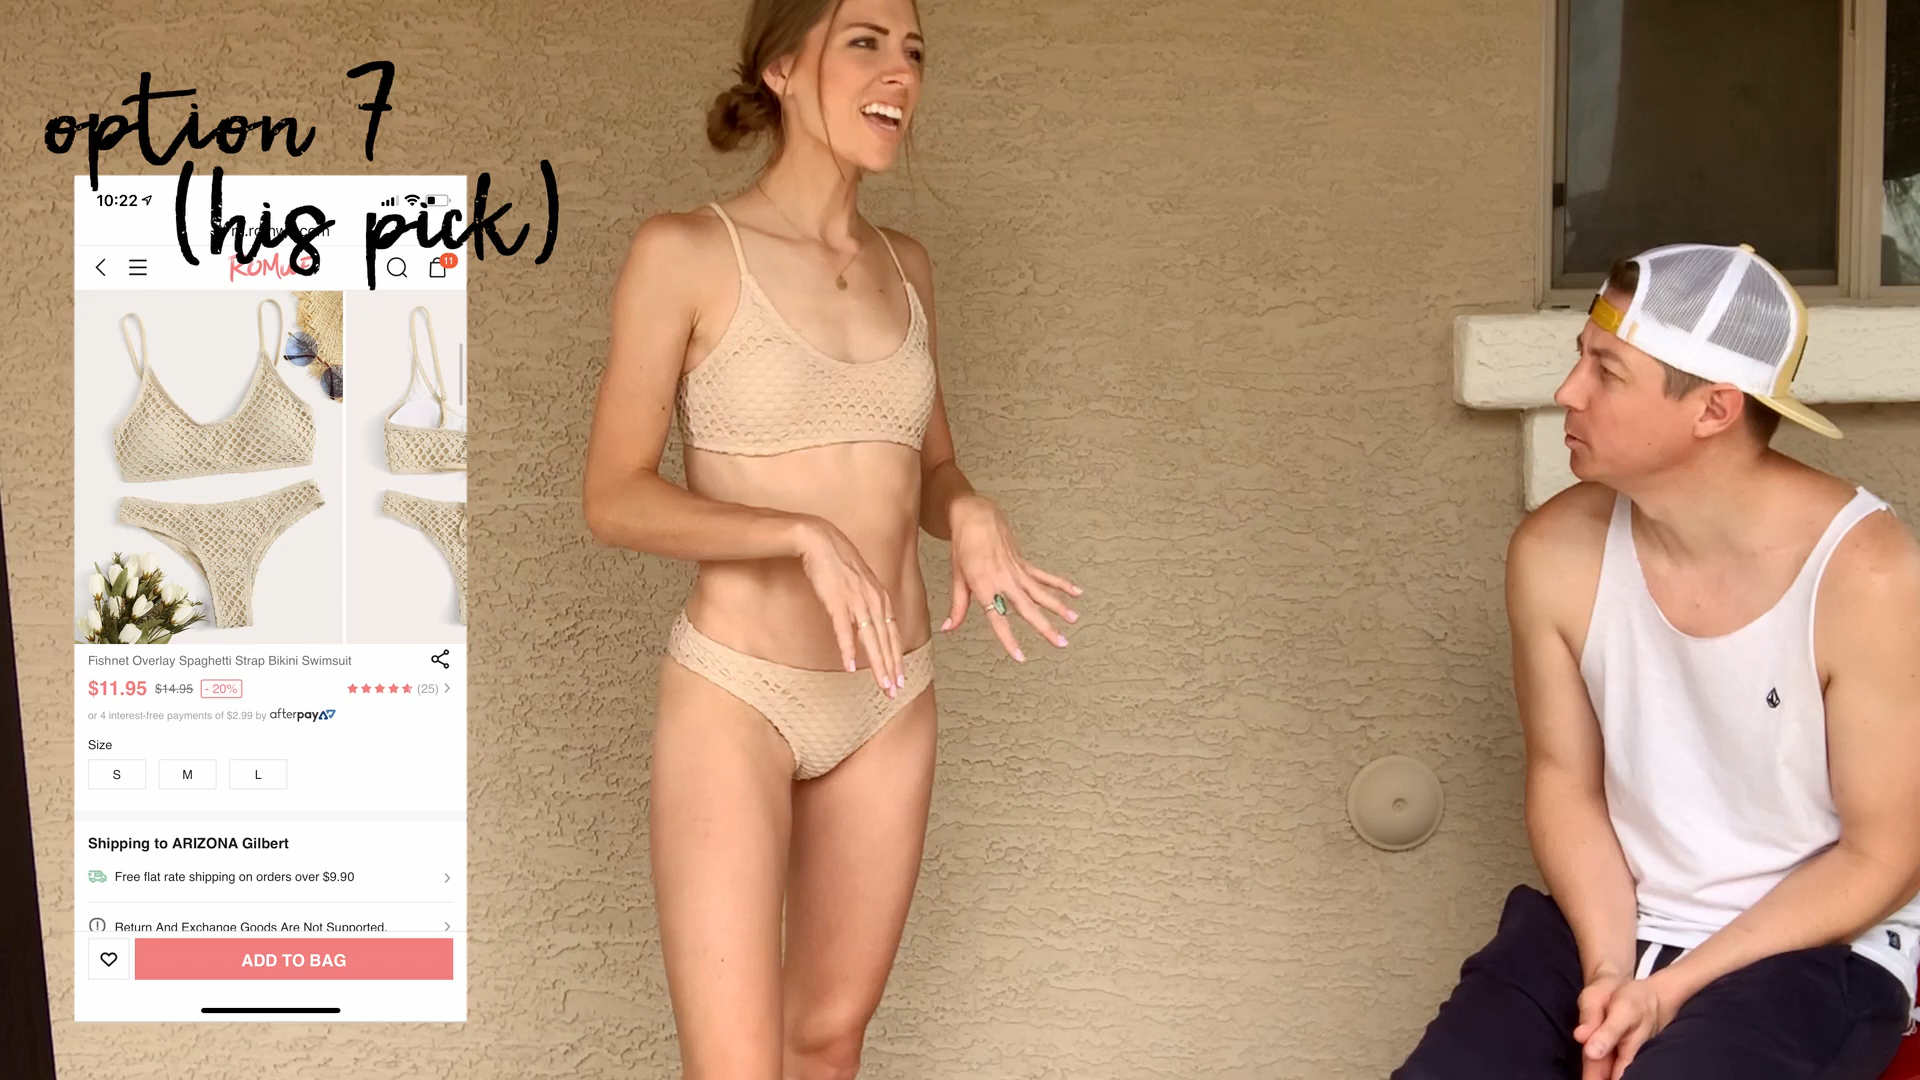 option 7
(his pick)
10:22
ROMWE
11
Fishnet Overlay Spaghetti Strap Bikini Swimsuit
$11.95 $14.95 - 20% (25)
or 4 interest-free payments of $2.99 by afterpay
Size
S M L
Shipping to ARIZONA Gilbert
Free flat rate shipping on orders over $9.90
Return And Exchange Goods Are Not Supported.
ADD TO BAG